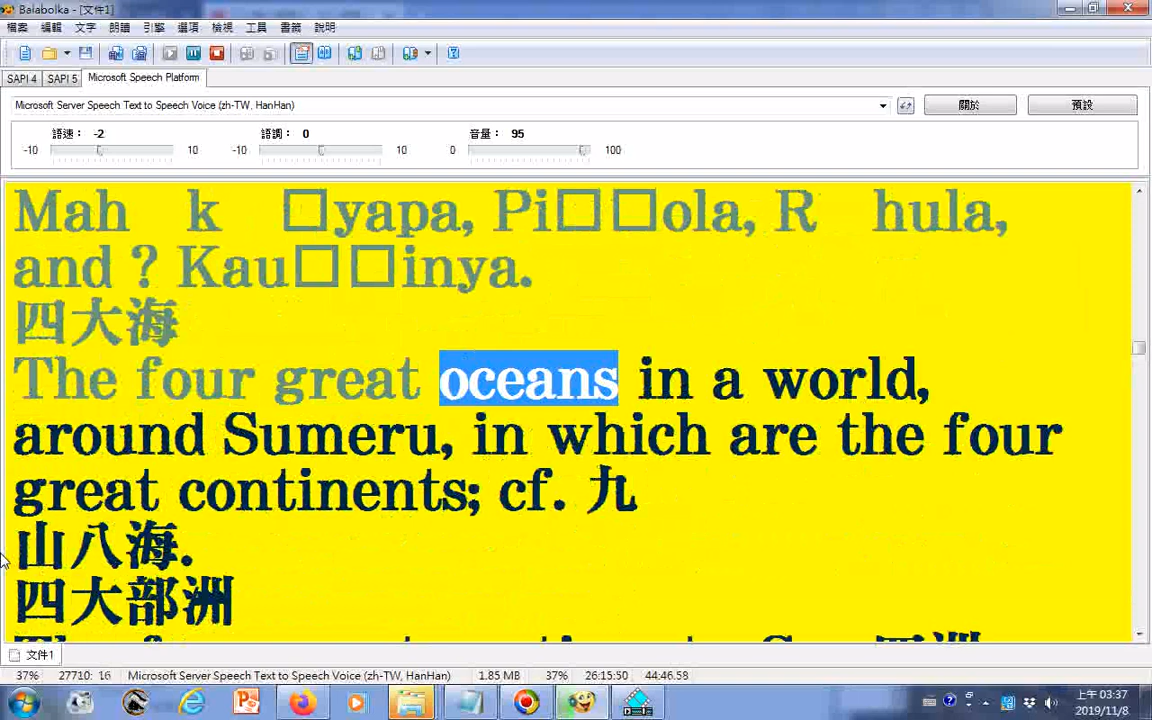 Balabolka - [文件1]
檔案 編輯 文字 朗讀 引擎 選項 檢視 工具 書籤 說明
SAPI 4 SAPI 5 Microsoft Speech Platform
Microsoft Server Speech Text to Speech Voice (zh-TW, HanHan) 關於 預設
語速： -2 語調： 0 音量： 95
-10 10 -10 10 0 100
Mah k □yapa, Pi□□ola, R hula,
and ? Kau□□inya.
四大海
The four great oceans in a world,
around Sumeru, in which are the four
great continents; cf. 九
山八海.
四大部洲
文件1
37% 27710: 16 Microsoft Server Speech Text to Speech Voice (zh-TW, HanHan) 1.85 MB 37% 26:15:50 44:46.58
上午 03:37
2019/11/8